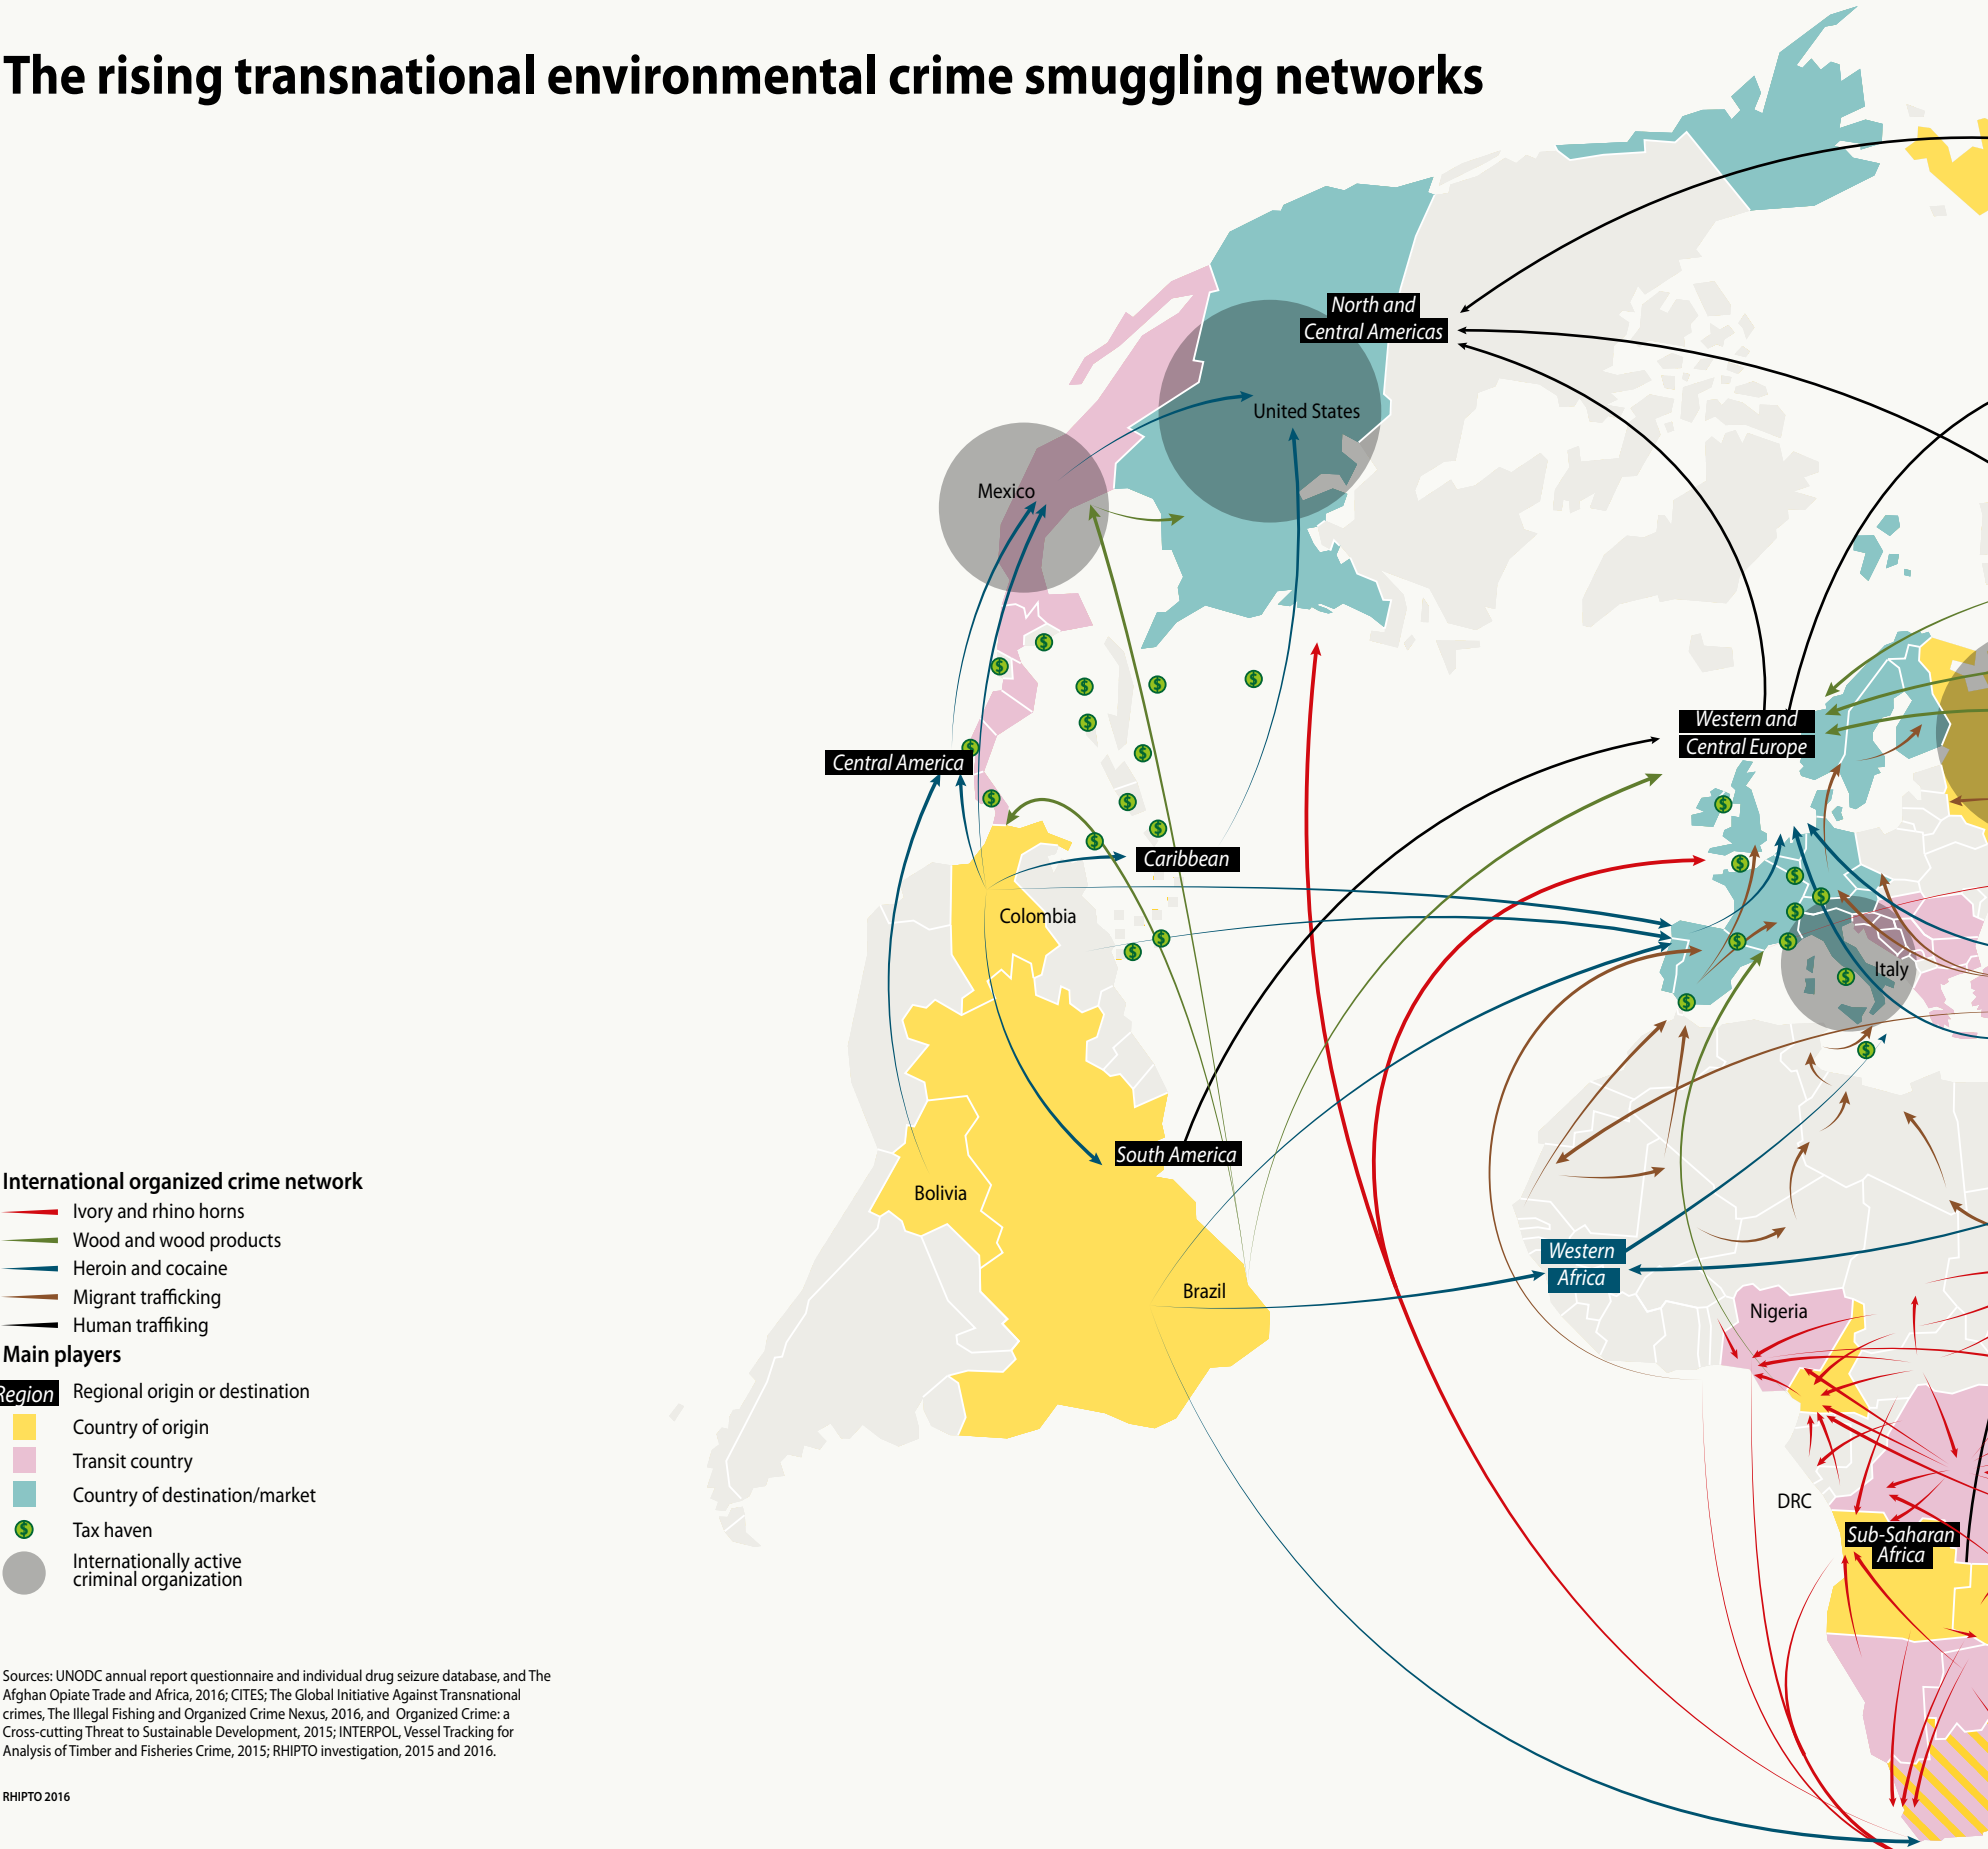 The rising transnational environmental crime smuggling networks
North and
Central Americas
United States
Mexico
Western and
Central Europe
Central America
Caribbean
Colombia
Italy
South America
Bolivia
Western
Africa
Brazil
Nigeria
DRC
Sub-Saharan
Africa
International organized crime network
Ivory and rhino horns
Wood and wood products
Heroin and cocaine
Migrant trafficking
Human traffiking
Main players
Region Regional origin or destination
Country of origin
Transit country
Country of destination/market
$ Tax haven
Internationally active
criminal organization
Sources: UNODC annual report questionnaire and individual drug seizure database, and The
Afghan Opiate Trade and Africa, 2016; CITES; The Global Initiative Against Transnational
crimes, The Illegal Fishing and Organized Crime Nexus, 2016, and Organized Crime: a
Cross-cutting Threat to Sustainable Development, 2015; INTERPOL, Vessel Tracking for
Analysis of Timber and Fisheries Crime, 2015; RHIPTO investigation, 2015 and 2016.
RHIPTO 2016